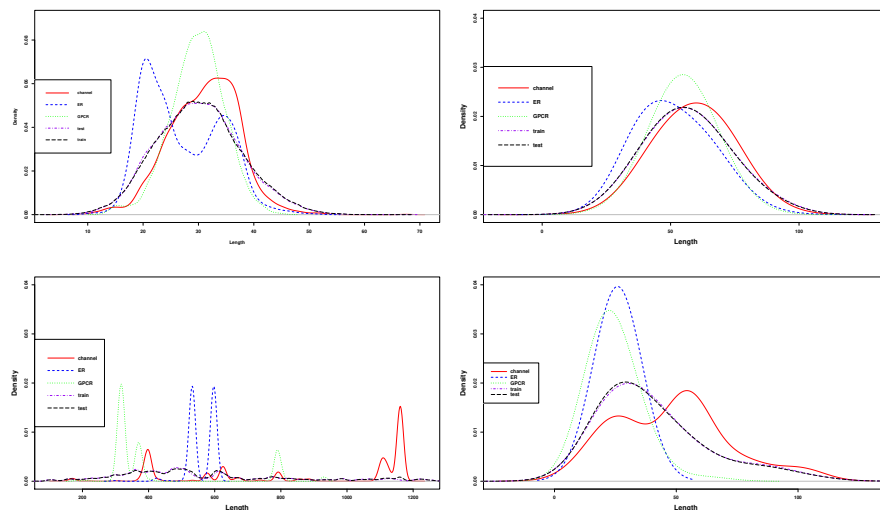 0.00 0.02 0.04 0.06 0.08
Density
channel
ER
GPCR
test
train
10 20 30 40 50 60 70
Length
0.00 0.01 0.02 0.03 0.04
Density
channel
ER
GPCR
train
test
0 50 100
Length
0.00 0.01 0.02 0.03 0.04
Density
channel
ER
GPCR
train
test
200 400 600 800 1000 1200
Length
0.00 0.01 0.02 0.03 0.04
Density
channel
ER
GPCR
train
test
0 50 100
Length